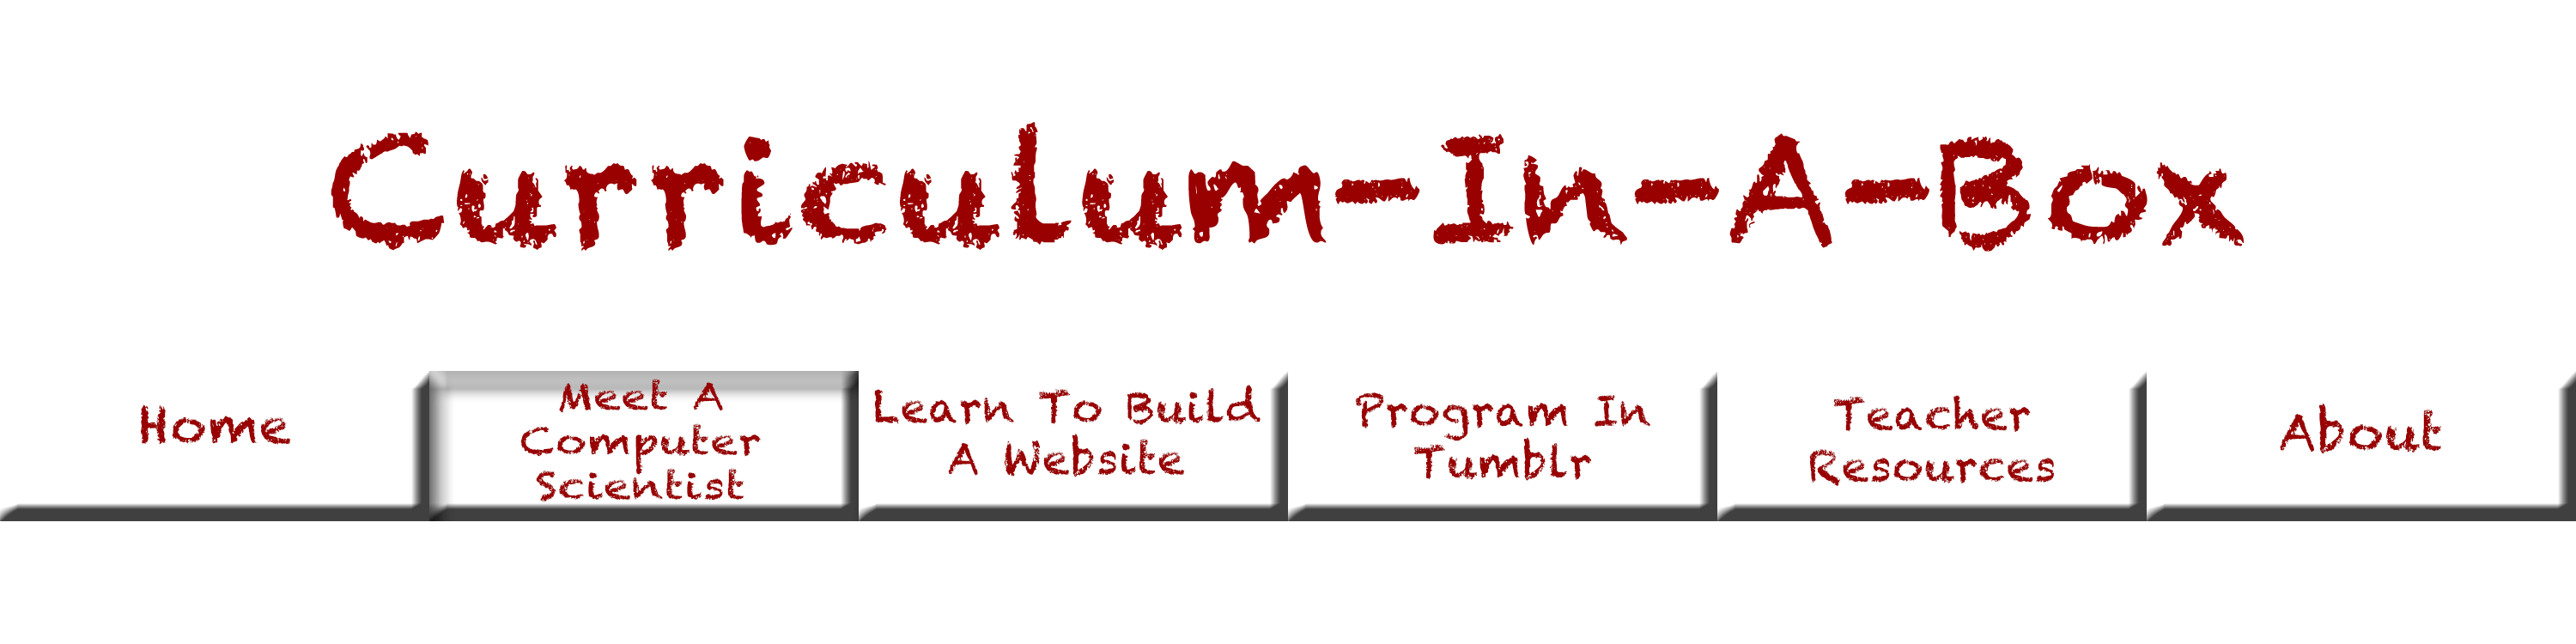 Curriculum-In-A-Box
Home
Meet A
Computer
Scientist
Learn To Build
A Website
Program In
Tumblr
Teacher
Resources
About